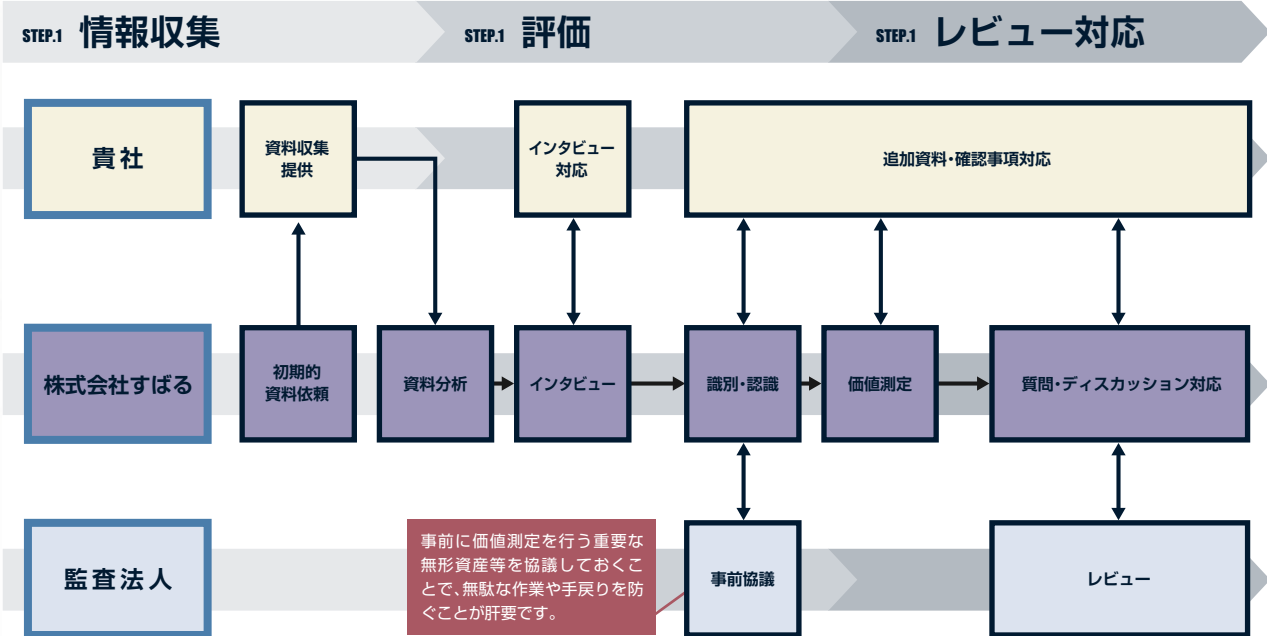 STEP.1 情報収集
STEP.1 評価
STEP.1 レビュー対応
貴社
資料収集
提供
インタビュー
対応
追加資料・確認事項対応
株式会社すばる
初期的
資料依頼
資料分析
インタビュー
識別・認識
価値測定
質問・ディスカッション対応
監査法人
事前に価値測定を行う重要な
無形資産等を協議しておくこ
とで、無駄な作業や手戻りを防
ぐことが肝要です。
事前協議
レビュー